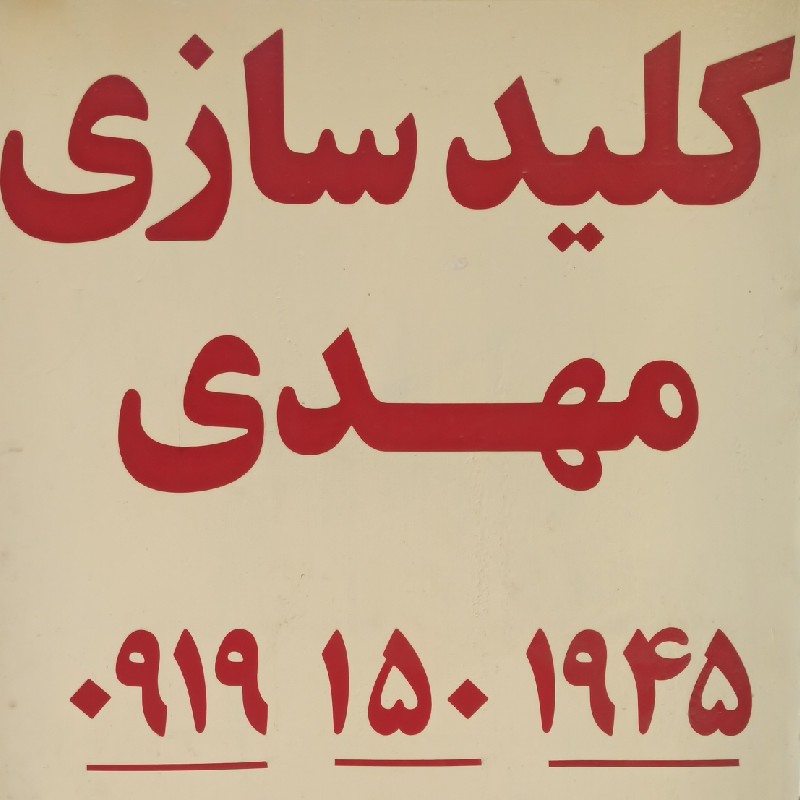 کلید سازی
مهدی
۰۹۱۹ ۱۵۰ ۱۹۴۵